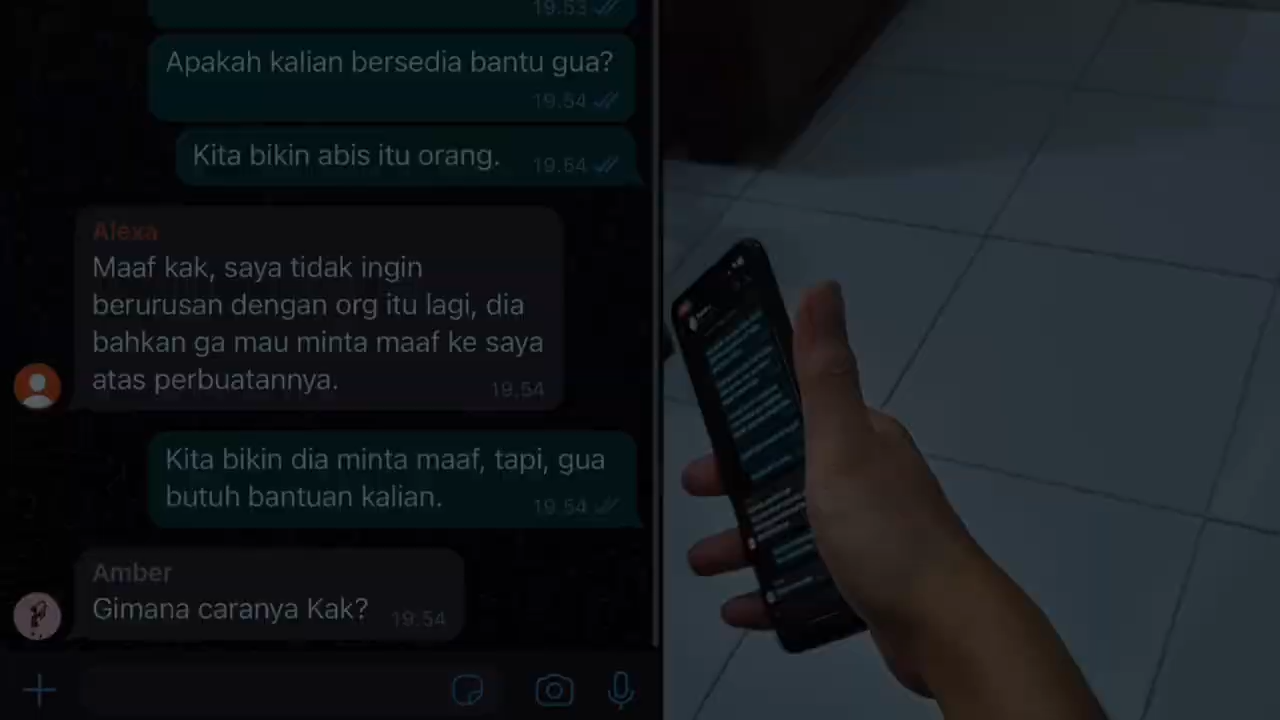 19.53
Apakah kalian bersedia bantu gua?
19.54
Kita bikin abis itu orang. 19.54
Alexa
Maaf kak, saya tidak ingin
berurusan dengan org itu lagi, dia
bahkan ga mau minta maaf ke saya
atas perbuatannya. 19.54
Kita bikin dia minta maaf, tapi, gua
butuh bantuan kalian. 19.54
Amber
Gimana caranya Kak? 19.54